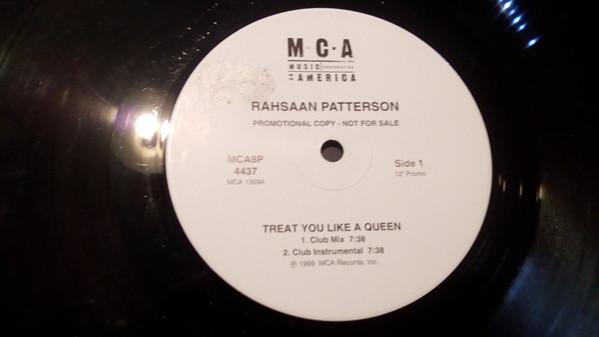 M·C·A
MUSIC CORPORATION
OF AMERICA
RAHSAAN PATTERSON
PROMOTIONAL COPY - NOT FOR SALE
MCA8P
4437
MCA 13594
Side 1
12" Promo
TREAT YOU LIKE A QUEEN
1. Club Mix 7:38
2. Club Instrumental 7:38
℗ 1999 MCA Records, Inc.